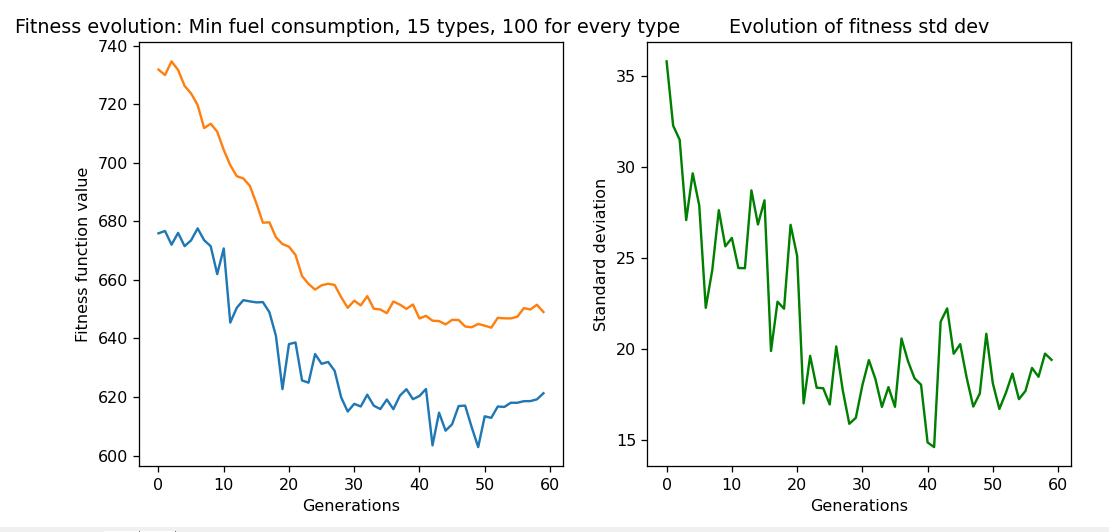 Fitness evolution: Min fuel consumption, 15 types, 100 for every type
740
720
700
680
660
640
620
600
Fitness function value
0 10 20 30 40 50 60
Generations
Evolution of fitness std dev
35
30
25
20
15
Standard deviation
0 10 20 30 40 50 60
Generations